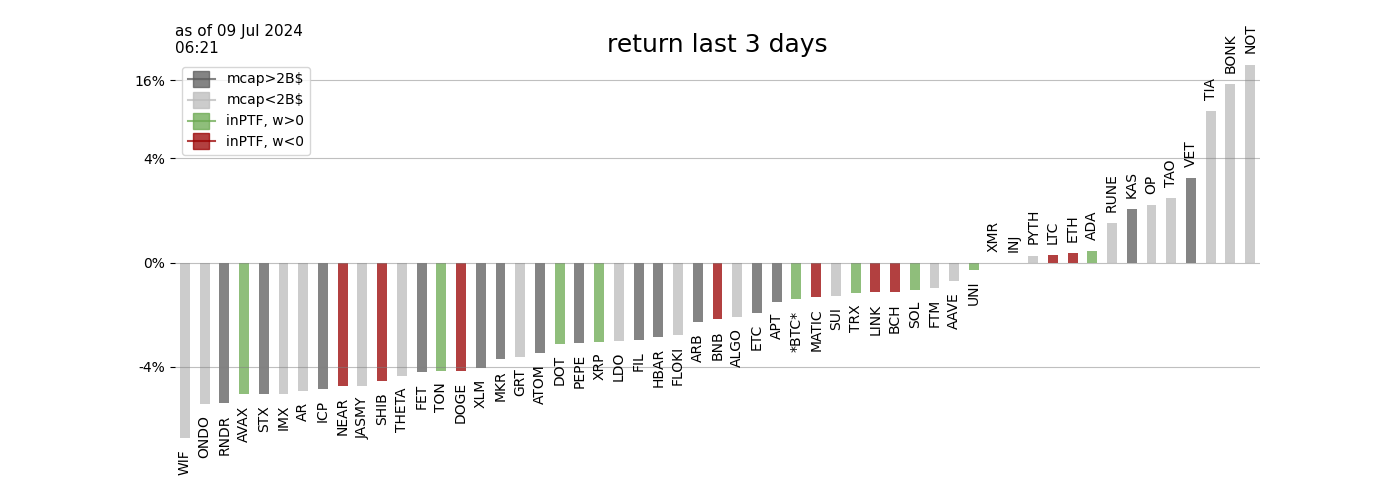 as of 09 Jul 2024
06:21
return last 3 days
mcap>2B$
mcap<2B$
inPTF, w>0
inPTF, w<0
16%
4%
0%
-4%
WIF
ONDO
RNDR
AVAX
STX
IMX
AR
ICP
NEAR
JASMY
SHIB
THETA
FET
TON
DOGE
XLM
MKR
GRT
ATOM
DOT
PEPE
XRP
LDO
FIL
HBAR
FLOKI
ARB
BNB
ALGO
ETC
APT
*BTC*
MATIC
SUI
TRX
LINK
BCH
SOL
FTM
AAVE
UNI
XMR
INJ
PYTH
LTC
ETH
ADA
RUNE
KAS
OP
TAO
VET
TIA
BONK
NOT